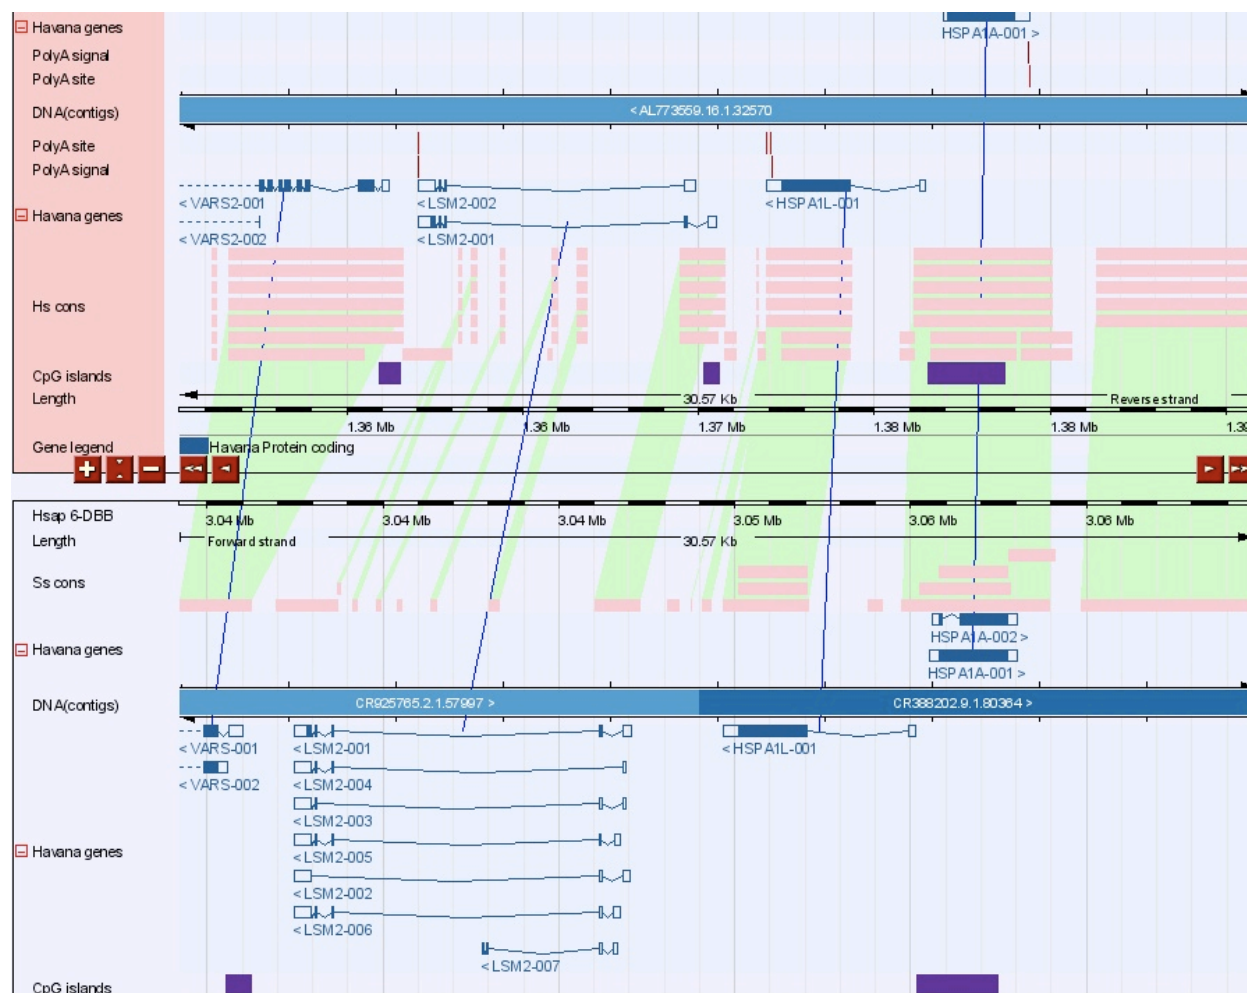 Havana genes
HSPA1A-001 >
PolyA signal
PolyA site
DNA(contigs)
< AL773559.16.1.32570
PolyA site
PolyA signal
< VARS2-001
< LSM2-002
< HSPA1L-001
Havana genes
< VARS2-002
< LSM2-001
Hs cons
CpG islands
Length
30.57 Kb
Reverse strand
1.36 Mb
1.36 Mb
1.37 Mb
1.38 Mb
1.38 Mb
Gene legend
Havana Protein coding
Hsap 6-DBB
3.04 Mb
3.04 Mb
3.04 Mb
3.05 Mb
3.06 Mb
3.06 Mb
Length
Forward strand
30.57 Kb
Ss cons
HSPA1A-002 >
Havana genes
HSPA1A-001 >
DNA(contigs)
CR925765.2.1.57997 >
CR388202.9.1.80364 >
< VARS-001
< LSM2-001
< HSPA1L-001
< VARS-002
< LSM2-004
< LSM2-003
Havana genes
< LSM2-005
< LSM2-002
< LSM2-006
< LSM2-007
CpG islands